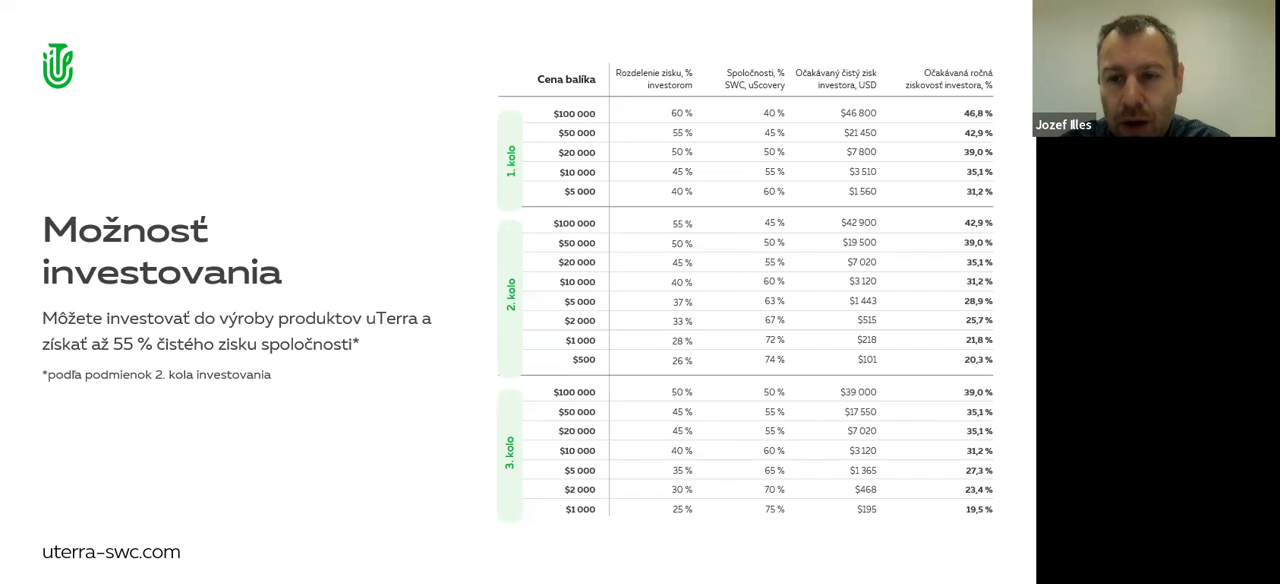 Možnosť
investovania
Môžete investovať do výroby produktov uTerra a
získať až 55 % čistého zisku spoločnosti*
*podľa podmienok 2. kola investovania
uterra-swc.com
Cena balíka Rozdelenie zisku, % investorom Spoločnosti, % SWC, uScovery Očakávaný čistý zisk investora, USD Očakávaná ročná ziskovosť investora, %
1. kolo
$100 000 60 % 40 % $46 800 46,8 %
$50 000 55 % 45 % $21 450 42,9 %
$20 000 50 % 50 % $7 800 39,0 %
$10 000 45 % 55 % $3 510 35,1 %
$5 000 40 % 60 % $1 560 31,2 %
2. kolo
$100 000 55 % 45 % $42 900 42,9 %
$50 000 50 % 50 % $19 500 39,0 %
$20 000 45 % 55 % $7 020 35,1 %
$10 000 40 % 60 % $3 120 31,2 %
$5 000 37 % 63 % $1 443 28,9 %
$2 000 33 % 67 % $515 25,7 %
$1 000 28 % 72 % $218 21,8 %
$500 26 % 74 % $101 20,3 %
3. kolo
$100 000 50 % 50 % $39 000 39,0 %
$50 000 45 % 55 % $17 550 35,1 %
$20 000 45 % 55 % $7 020 35,1 %
$10 000 40 % 60 % $3 120 31,2 %
$5 000 35 % 65 % $1 365 27,3 %
$2 000 30 % 70 % $468 23,4 %
$1 000 25 % 75 % $195 19,5 %
Jozef Illes